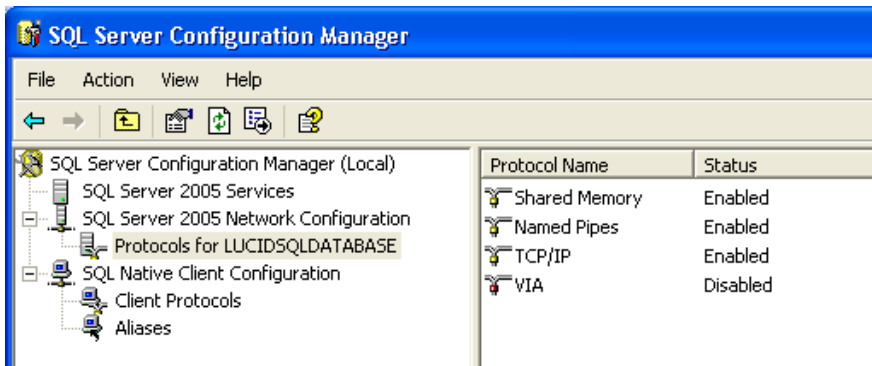 SQL Server Configuration Manager
File Action View Help
SQL Server Configuration Manager (Local)
SQL Server 2005 Services
SQL Server 2005 Network Configuration
Protocols for LUCIDSQLDATABASE
SQL Native Client Configuration
Client Protocols
Aliases
Protocol Name Status
Shared Memory Enabled
Named Pipes Enabled
TCP/IP Enabled
VIA Disabled